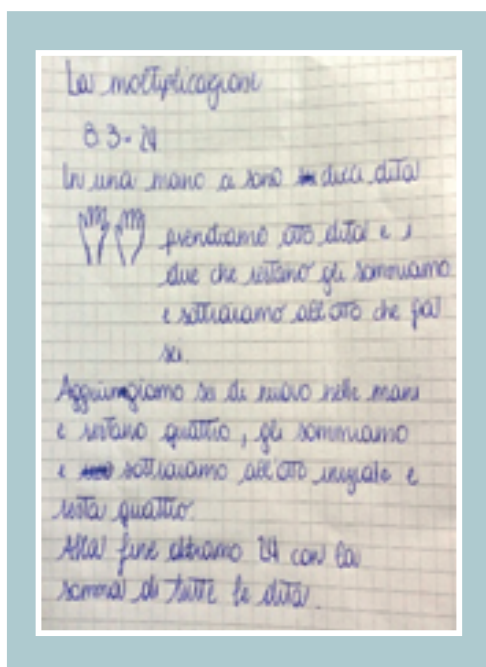 La moltiplicazione
8·3=24
In una mano ci sono dieci dita
prendiamo otto dita e i
due che restano gli sommiamo
e sottraiamo all'otto che fa
sei.
Aggiungiamo sei di nuovo nelle mani
e restano quattro, gli sommiamo
e sottraiamo all'otto iniziale e
resta quattro.
Alla fine abbiamo 24 con la
somma di tutte le dita.